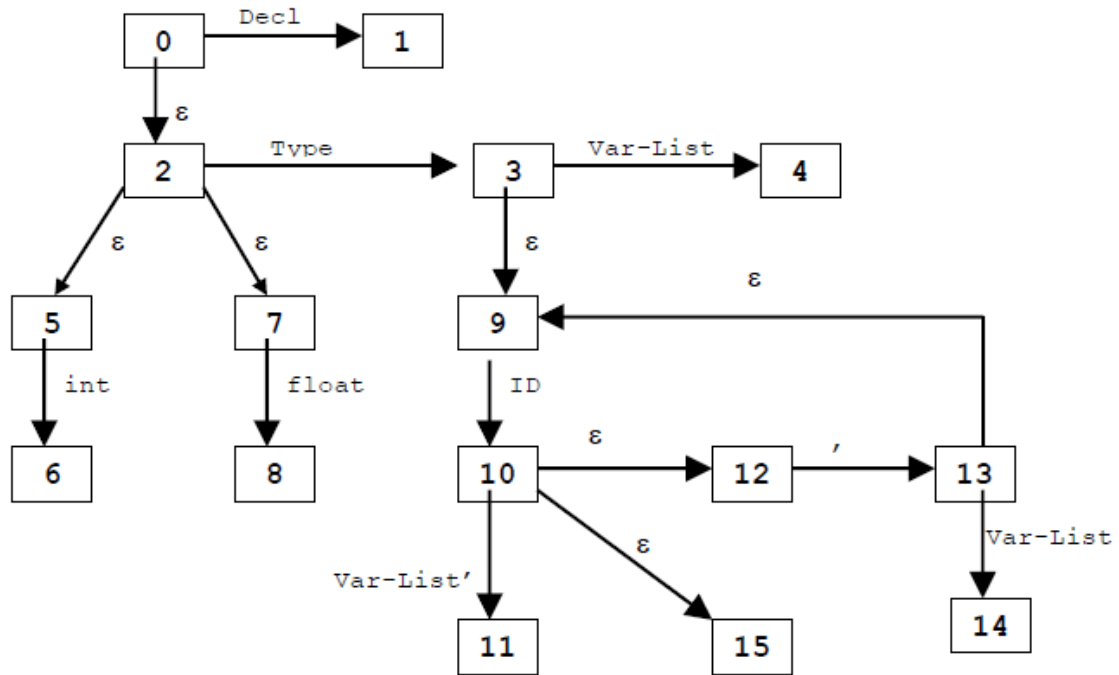 Decl
0
1
ε
Type
Var-List
2
3
4
ε
ε
ε
ε
5
7
9
int
float
ID
ε
,
6
8
10
12
13
Var-List
ε
Var-List’
11
15
14